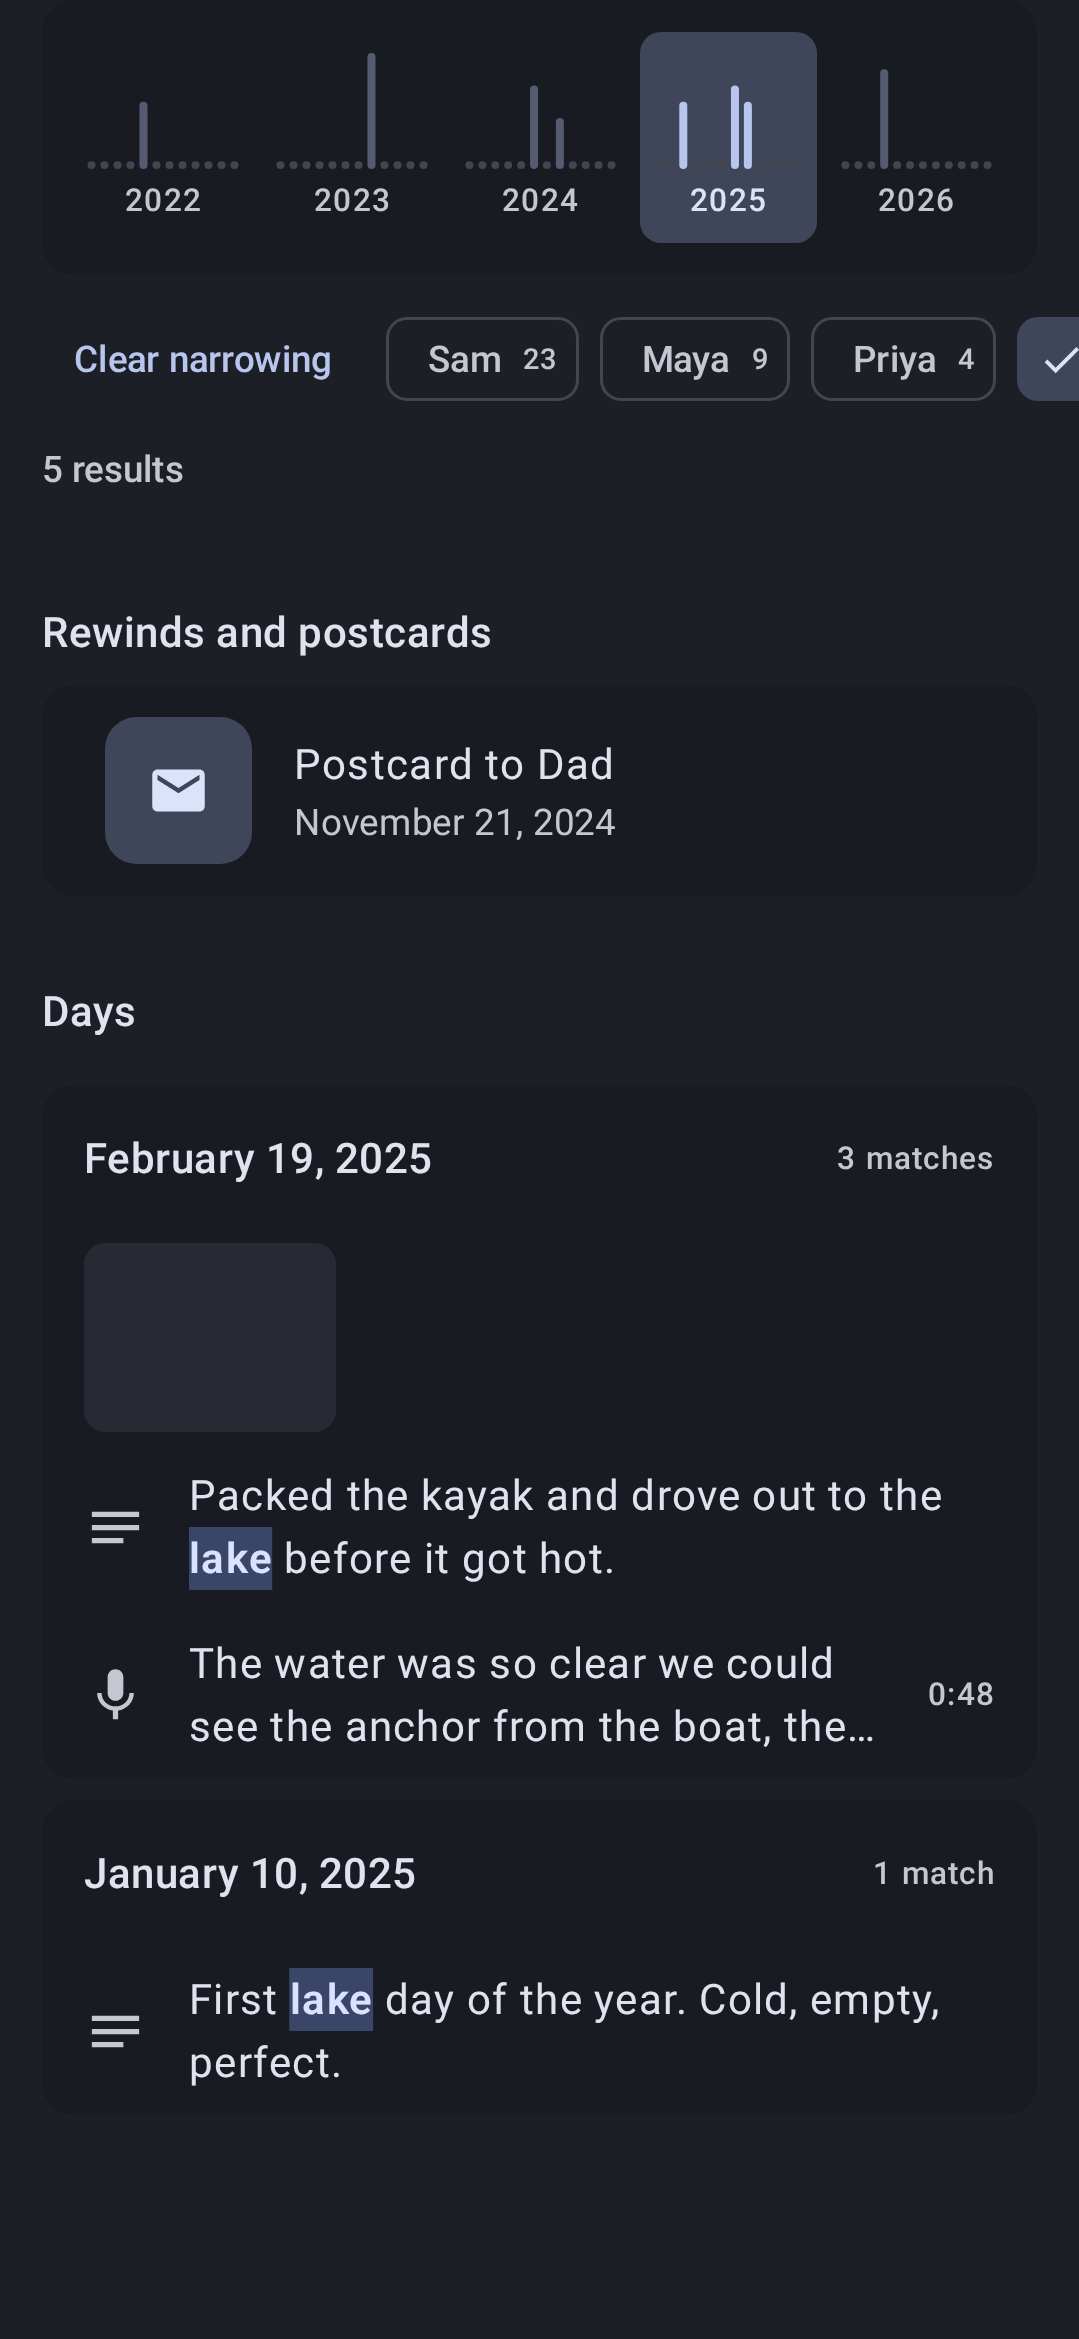 2022
2023
2024
2025
2026
Clear narrowing
Sam 23
Maya 9
Priya 4
5 results
Rewinds and postcards
Postcard to Dad
November 21, 2024
Days
February 19, 2025
3 matches
Packed the kayak and drove out to the
lake before it got hot.
The water was so clear we could
see the anchor from the boat, the…
0:48
January 10, 2025
1 match
First lake day of the year. Cold, empty,
perfect.